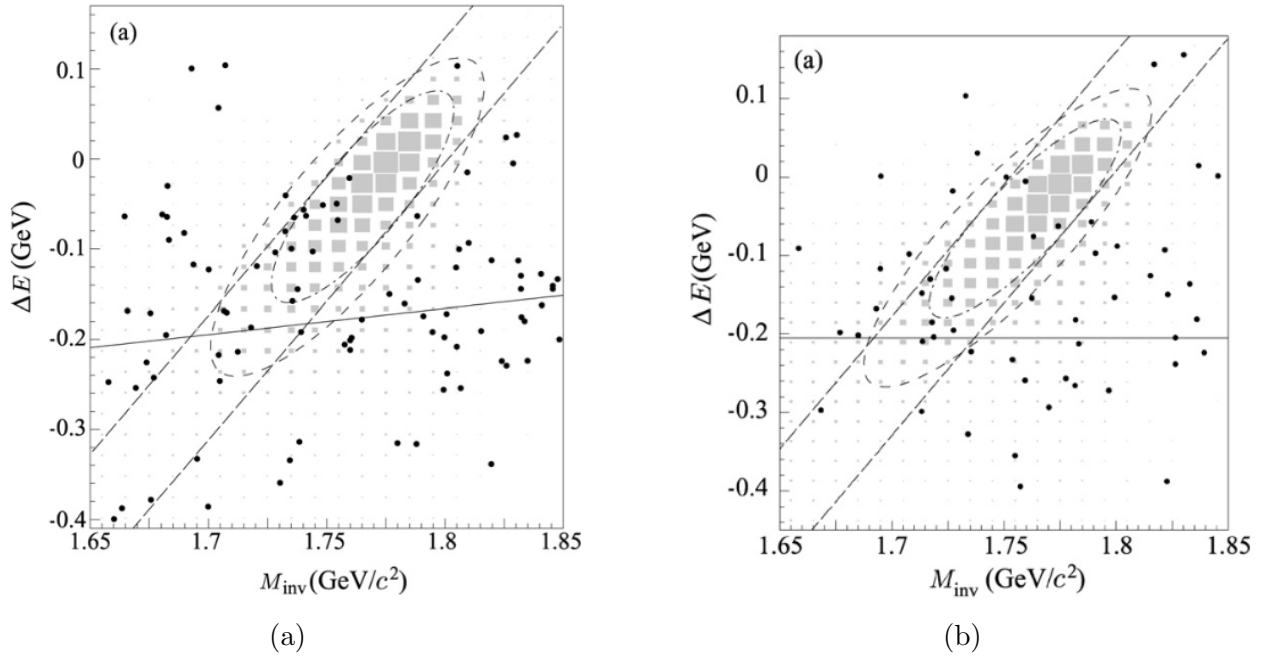 (a)
0.1
0
-0.1
-0.2
-0.3
-0.4
ΔE (GeV)
1.65 1.7 1.75 1.8 1.85
M_inv (GeV/c²)
(a)
(a)
0.1
0
-0.1
-0.2
-0.3
-0.4
ΔE(GeV)
1.65 1.7 1.75 1.8 1.85
M_inv (GeV/c²)
(b)